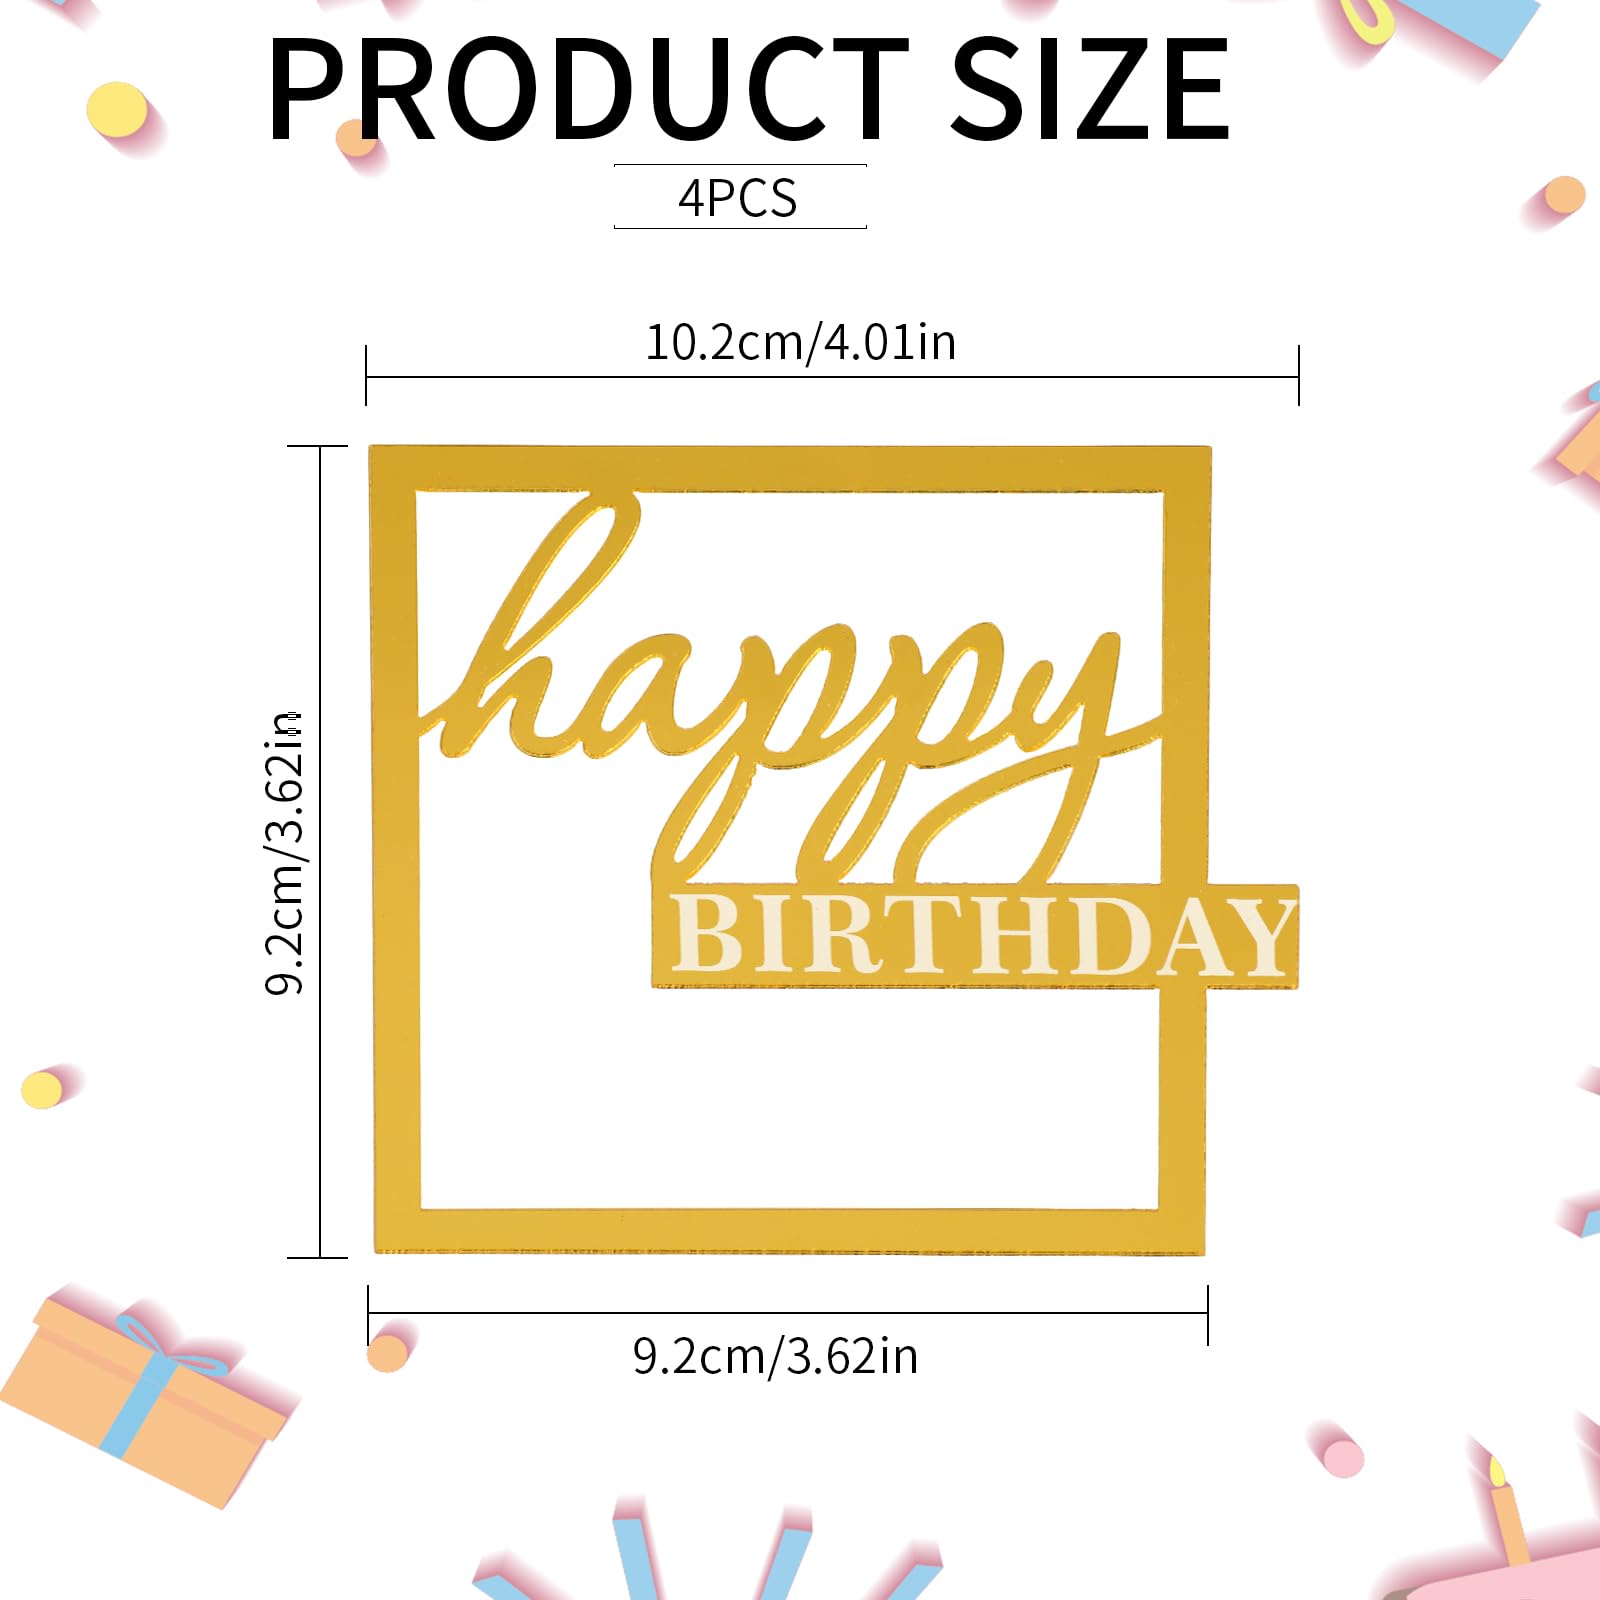 PRODUCT SIZE
4PCS
10.2cm/4.01in
9.2cm/3.62in
happy
BIRTHDAY
9.2cm/3.62in